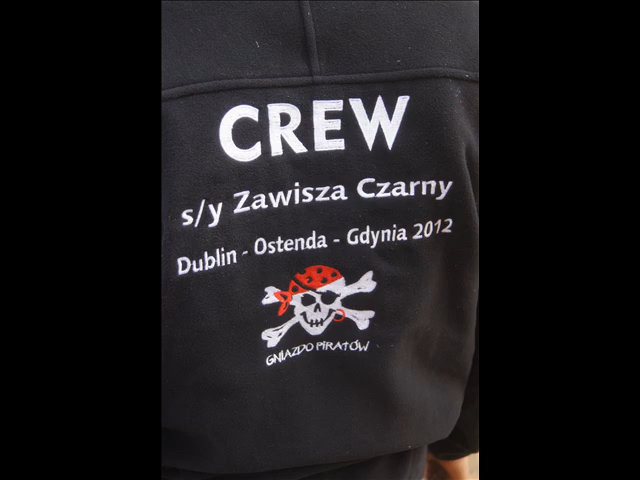 CREW
s/y Zawisza Czarny
Dublin - Ostenda - Gdynia 2012
GNIAZDO PIRATÓW